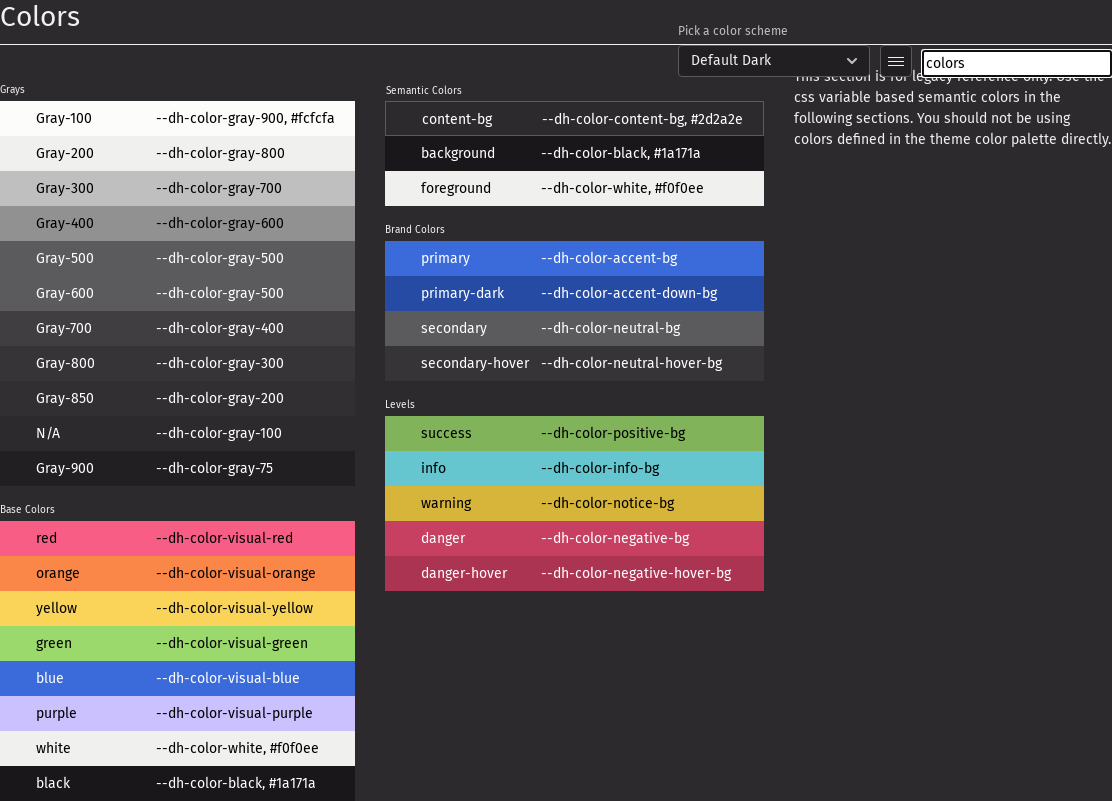 Colors
Pick a color scheme
Default Dark
colors
This section is for legacy reference only. Use the
css variable based semantic colors in the
following sections. You should not be using
colors defined in the theme color palette directly.
Grays
Gray-100 --dh-color-gray-900, #fcfcfa
Gray-200 --dh-color-gray-800
Gray-300 --dh-color-gray-700
Gray-400 --dh-color-gray-600
Gray-500 --dh-color-gray-500
Gray-600 --dh-color-gray-500
Gray-700 --dh-color-gray-400
Gray-800 --dh-color-gray-300
Gray-850 --dh-color-gray-200
N/A --dh-color-gray-100
Gray-900 --dh-color-gray-75
Base Colors
red --dh-color-visual-red
orange --dh-color-visual-orange
yellow --dh-color-visual-yellow
green --dh-color-visual-green
blue --dh-color-visual-blue
purple --dh-color-visual-purple
white --dh-color-white, #f0f0ee
black --dh-color-black, #1a171a
Semantic Colors
content-bg --dh-color-content-bg, #2d2a2e
background --dh-color-black, #1a171a
foreground --dh-color-white, #f0f0ee
Brand Colors
primary --dh-color-accent-bg
primary-dark --dh-color-accent-down-bg
secondary --dh-color-neutral-bg
secondary-hover --dh-color-neutral-hover-bg
Levels
success --dh-color-positive-bg
info --dh-color-info-bg
warning --dh-color-notice-bg
danger --dh-color-negative-bg
danger-hover --dh-color-negative-hover-bg